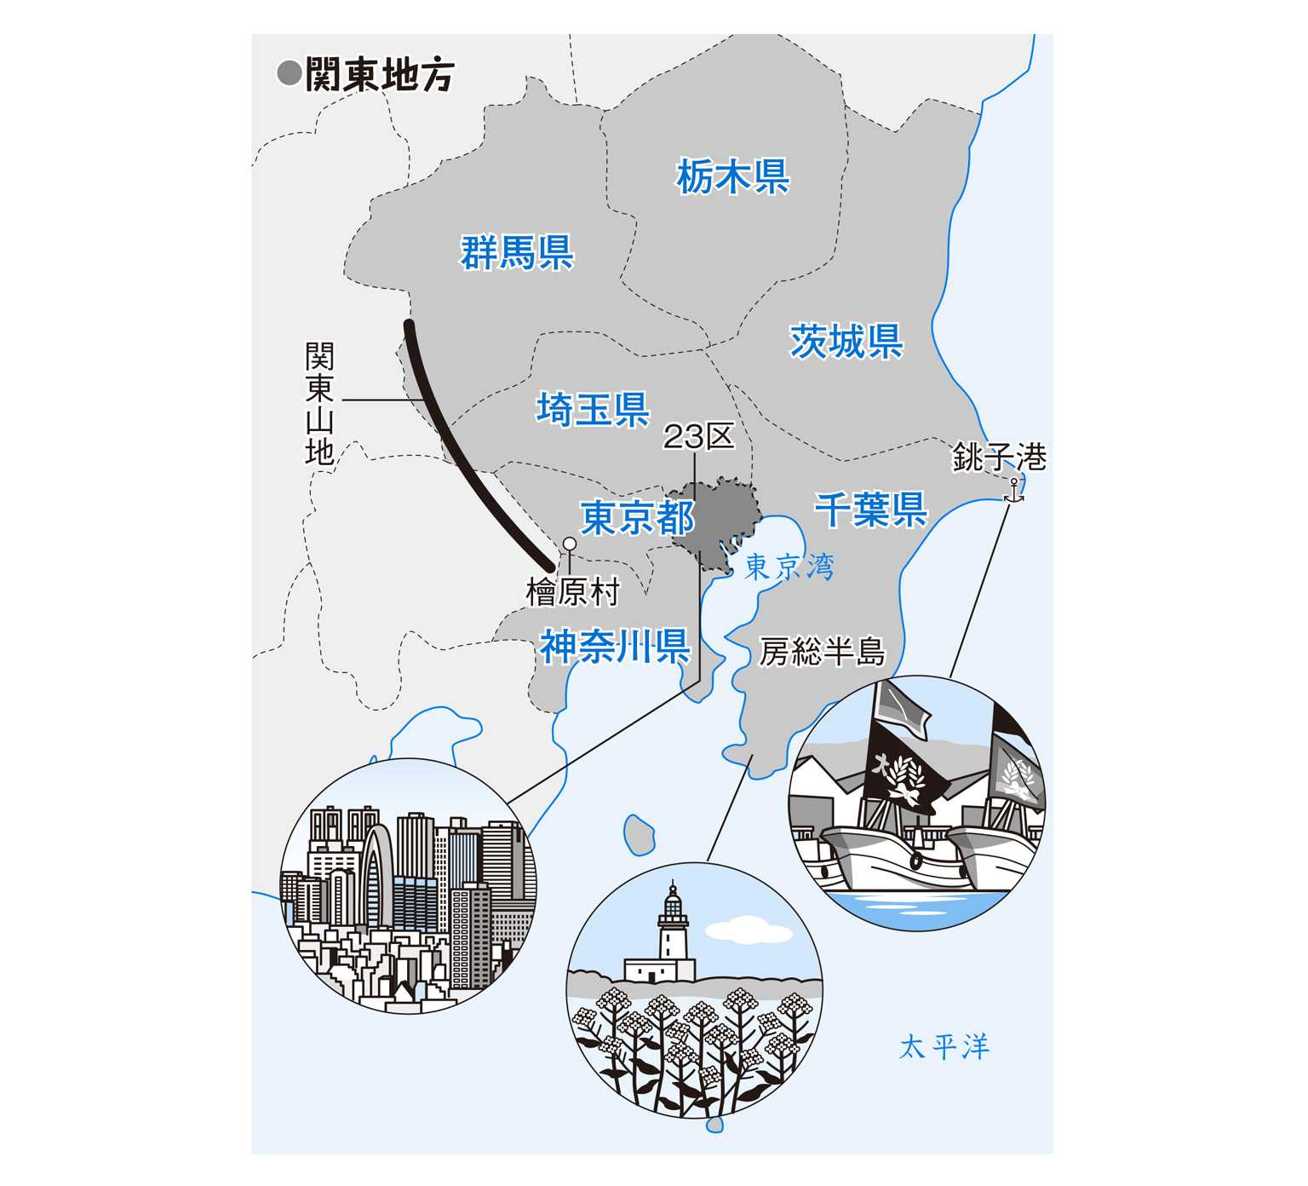 ●関東地方
栃木県
群馬県
茨城県
関東山地
埼玉県
23区
銚子港
千葉県
東京都
東京湾
檜原村
神奈川県
房総半島
大
太平洋